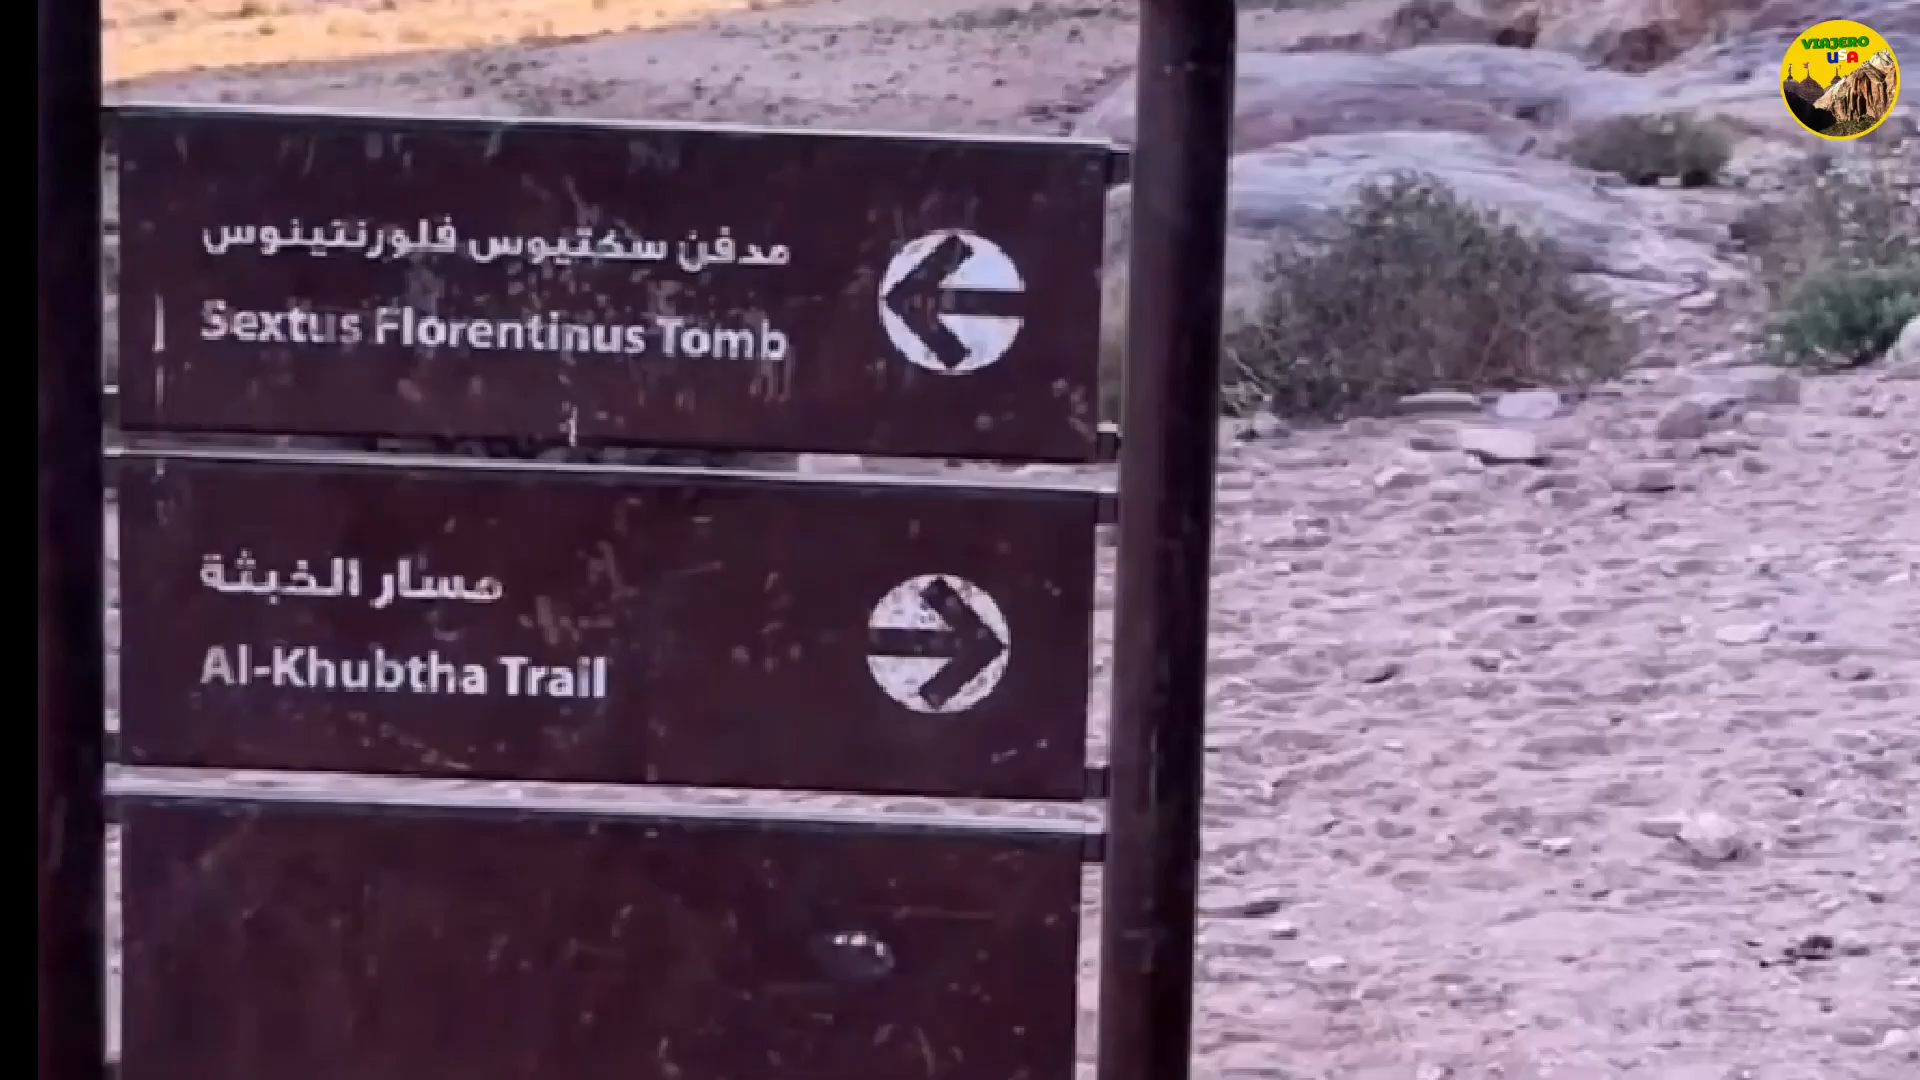 مدفن سكتيوس فلورنتينوس
Sextus Florentinus Tomb
مسار الخبثة
Al-Khubtha Trail
VIAJERO
USA